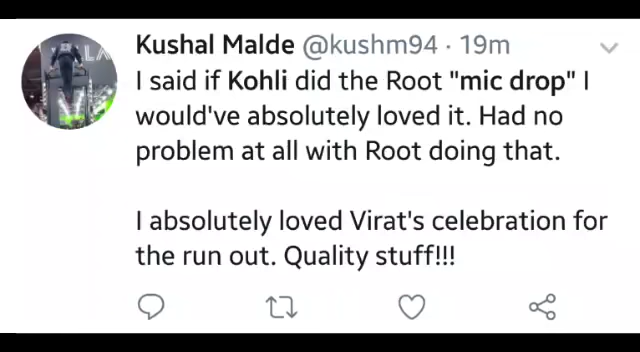 Kushal Malde @kushm94 · 19m
I said if Kohli did the Root "mic drop" I
would've absolutely loved it. Had no
problem at all with Root doing that.
I absolutely loved Virat's celebration for
the run out. Quality stuff!!!